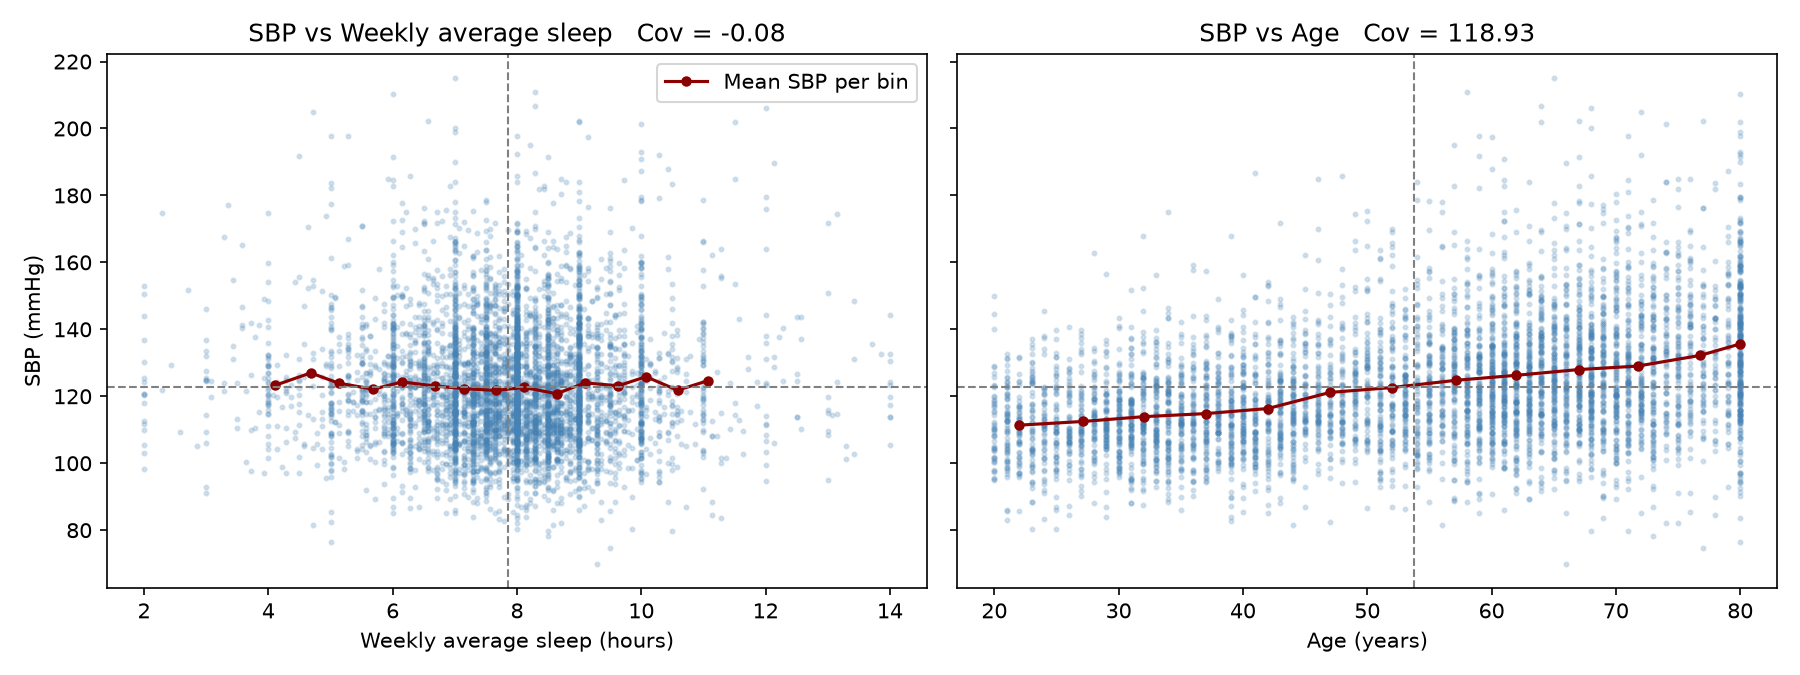 SBP vs Weekly average sleep   Cov = -0.08
SBP vs Age   Cov = 118.93
Mean SBP per bin
SBP (mmHg)
220
200
180
160
140
120
100
80
2 4 6 8 10 12 14
20 30 40 50 60 70 80
Weekly average sleep (hours)
Age (years)